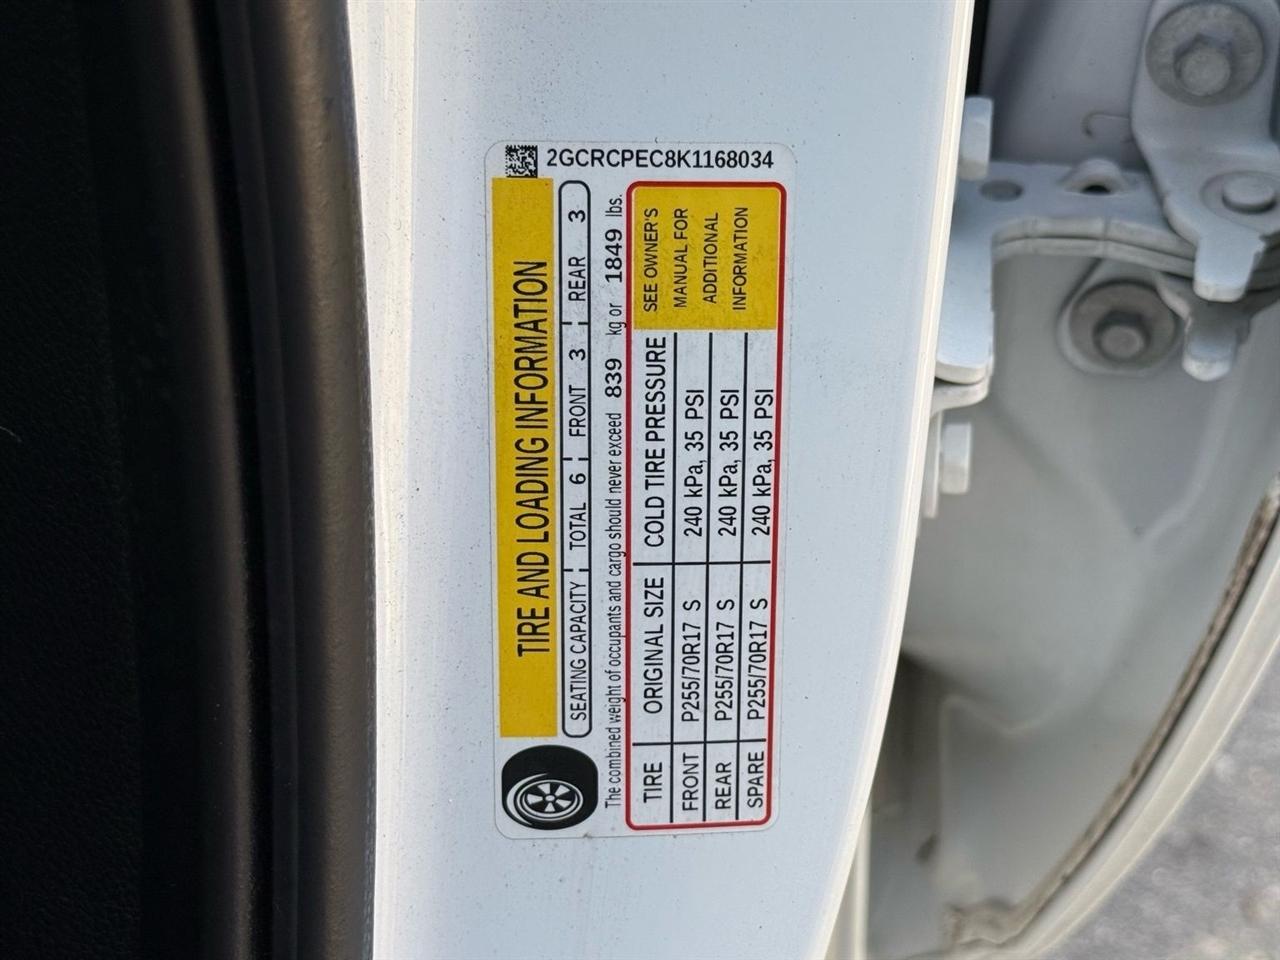 2GCRCPEC8K1168034
TIRE AND LOADING INFORMATION
SEATING CAPACITY TOTAL 6 FRONT 3 REAR 3
The combined weight of occupants and cargo should never exceed 839 kg or 1849 lbs.
TIRE ORIGINAL SIZE COLD TIRE PRESSURE
FRONT P255/70R17 S 240 kPa, 35 PSI
REAR P255/70R17 S 240 kPa, 35 PSI
SPARE P255/70R17 S 240 kPa, 35 PSI
SEE OWNER'S
MANUAL FOR
ADDITIONAL
INFORMATION